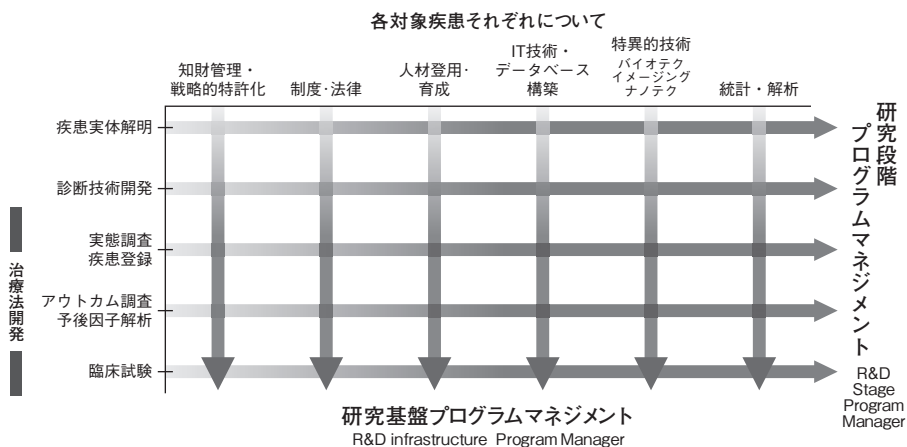 各対象疾患それぞれについて
知財管理・
戦略的特許化
制度・法律
人材登用・
育成
IT技術・
データベース
構築
特異的技術
バイオテク
イメージング
ナノテク
統計・解析
疾患実体解明
診断技術開発
実態調査
疾患登録
アウトカム調査
予後因子解析
臨床試験
治療法開発
研究段階
プログラムマネジメント
R&D
Stage
Program
Manager
研究基盤プログラムマネジメント
R&D infrastructure Program Manager